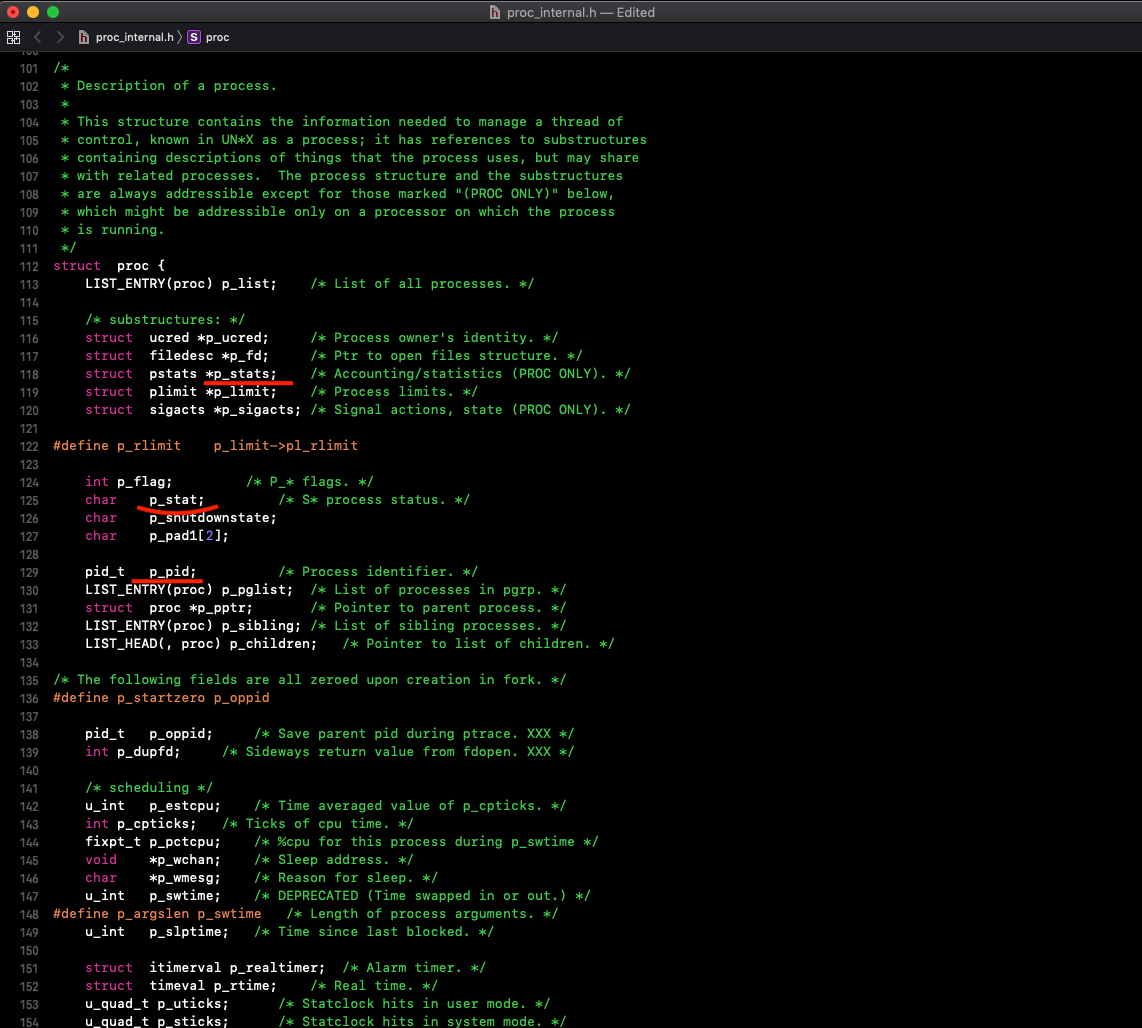 proc_internal.h — Edited
proc_internal.h 〉 S proc
101 /*
102  * Description of a process.
103  *
104  * This structure contains the information needed to manage a thread of
105  * control, known in UN*X as a process; it has references to substructures
106  * containing descriptions of things that the process uses, but may share
107  * with related processes.  The process structure and the substructures
108  * are always addressible except for those marked "(PROC ONLY)" below,
109  * which might be addressible only on a processor on which the process
110  * is running.
111  */
112 struct  proc {
113     LIST_ENTRY(proc) p_list;    /* List of all processes. */
114
115     /* substructures: */
116     struct  ucred *p_ucred;     /* Process owner's identity. */
117     struct  filedesc *p_fd;     /* Ptr to open files structure. */
118     struct  pstats *p_stats;    /* Accounting/statistics (PROC ONLY). */
119     struct  plimit *p_limit;    /* Process limits. */
120     struct  sigacts *p_sigacts; /* Signal actions, state (PROC ONLY). */
121
122 #define p_rlimit    p_limit->pl_rlimit
123
124     int p_flag;         /* P_* flags. */
125     char    p_stat;         /* S* process status. */
126     char    p_shutdownstate;
127     char    p_pad1[2];
128
129     pid_t   p_pid;          /* Process identifier. */
130     LIST_ENTRY(proc) p_pglist;  /* List of processes in pgrp. */
131     struct  proc *p_pptr;       /* Pointer to parent process. */
132     LIST_ENTRY(proc) p_sibling; /* List of sibling processes. */
133     LIST_HEAD(, proc) p_children;   /* Pointer to list of children. */
134
135 /* The following fields are all zeroed upon creation in fork. */
136 #define p_startzero p_oppid
137
138     pid_t   p_oppid;     /* Save parent pid during ptrace. XXX */
139     int p_dupfd;     /* Sideways return value from fdopen. XXX */
140
141     /* scheduling */
142     u_int   p_estcpu;    /* Time averaged value of p_cpticks. */
143     int p_cpticks;   /* Ticks of cpu time. */
144     fixpt_t p_pctcpu;    /* %cpu for this process during p_swtime */
145     void    *p_wchan;    /* Sleep address. */
146     char    *p_wmesg;    /* Reason for sleep. */
147     u_int   p_swtime;    /* DEPRECATED (Time swapped in or out.) */
148 #define p_argslen p_swtime   /* Length of process arguments. */
149     u_int   p_slptime;   /* Time since last blocked. */
150
151     struct  itimerval p_realtimer;  /* Alarm timer. */
152     struct  timeval p_rtime;    /* Real time. */
153     u_quad_t p_uticks;      /* Statclock hits in user mode. */
154     u_quad_t p_sticks;      /* Statclock hits in system mode. */